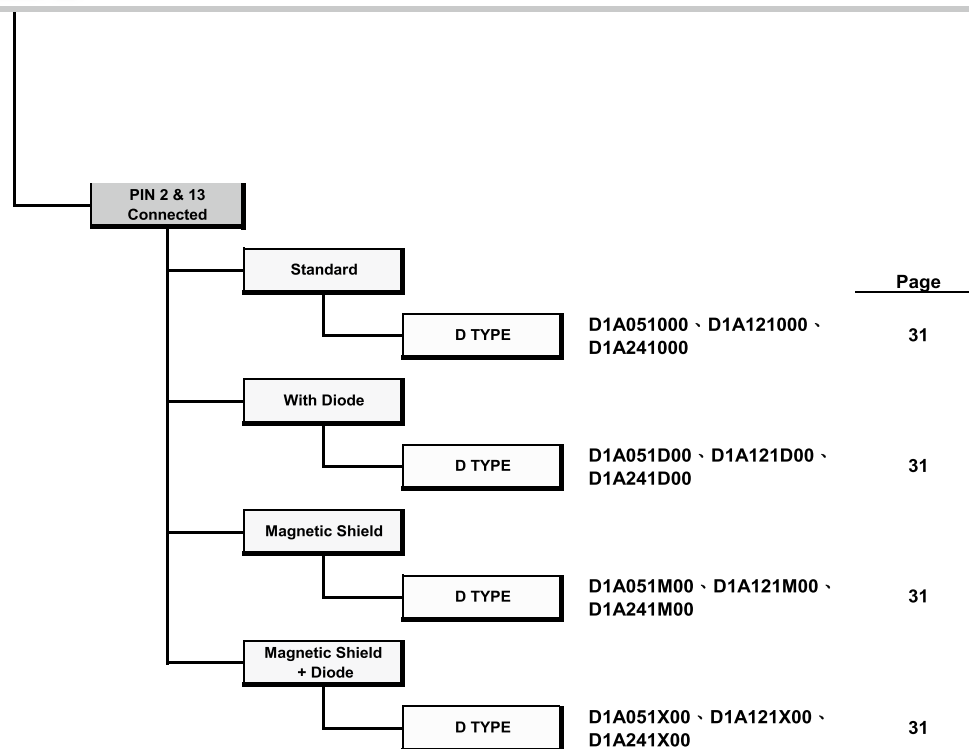 PIN 2 & 13
Connected
Standard
Page
D TYPE
D1A051000、D1A121000、
D1A241000
31
With Diode
D TYPE
D1A051D00、D1A121D00、
D1A241D00
31
Magnetic Shield
D TYPE
D1A051M00、D1A121M00、
D1A241M00
31
Magnetic Shield
+ Diode
D TYPE
D1A051X00、D1A121X00、
D1A241X00
31